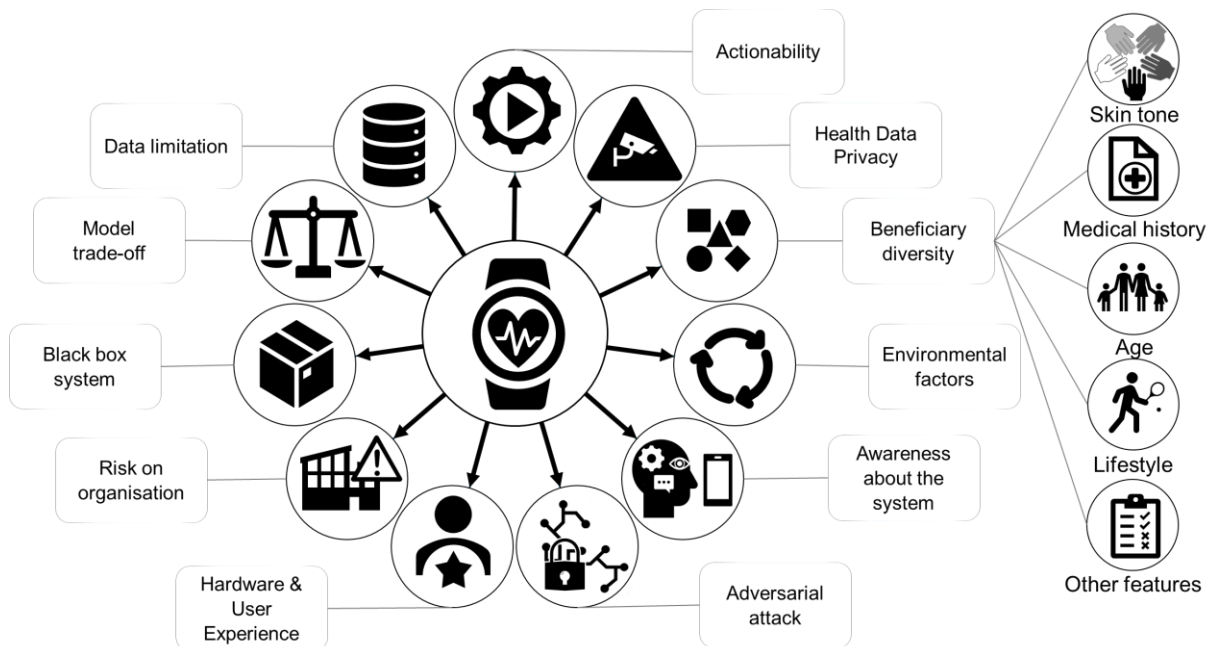 Actionability
Skin tone
Data limitation
Health Data
Privacy
Medical history
Model
trade-off
Beneficiary
diversity
Age
Black box
system
Environmental
factors
Lifestyle
Risk on
organisation
Awareness
about the
system
Other features
Hardware &
User
Experience
Adversarial
attack